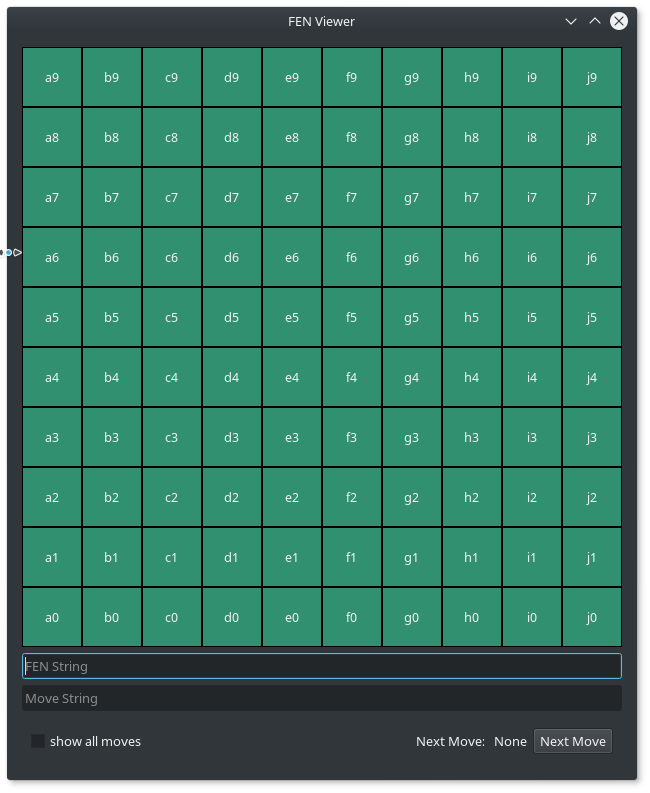 FEN Viewer
a9 b9 c9 d9 e9 f9 g9 h9 i9 j9
a8 b8 c8 d8 e8 f8 g8 h8 i8 j8
a7 b7 c7 d7 e7 f7 g7 h7 i7 j7
a6 b6 c6 d6 e6 f6 g6 h6 i6 j6
a5 b5 c5 d5 e5 f5 g5 h5 i5 j5
a4 b4 c4 d4 e4 f4 g4 h4 i4 j4
a3 b3 c3 d3 e3 f3 g3 h3 i3 j3
a2 b2 c2 d2 e2 f2 g2 h2 i2 j2
a1 b1 c1 d1 e1 f1 g1 h1 i1 j1
a0 b0 c0 d0 e0 f0 g0 h0 i0 j0
FEN String
Move String
show all moves Next Move: None Next Move